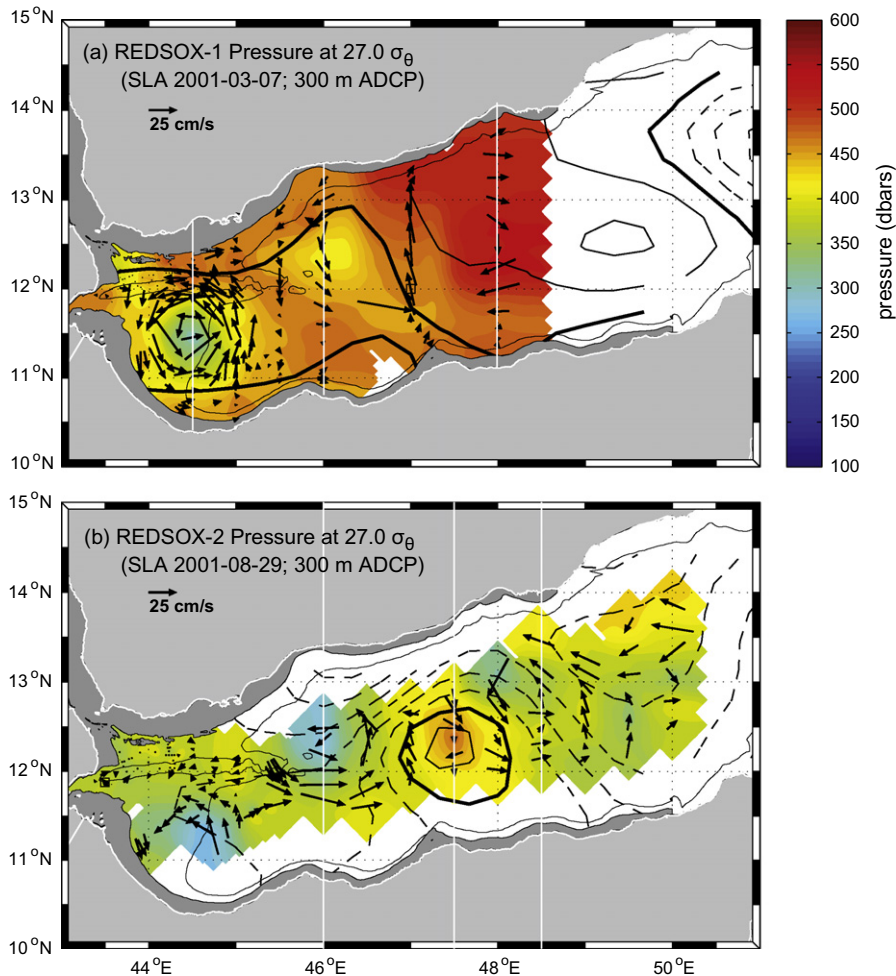 15°N
(a) REDSOX-1 Pressure at 27.0 σθ
(SLA 2001-03-07; 300 m ADCP)
25 cm/s
14°N
13°N
12°N
11°N
10°N
600
550
500
450
400
350
300
250
200
150
100
pressure (dbars)
15°N
(b) REDSOX-2 Pressure at 27.0 σθ
(SLA 2001-08-29; 300 m ADCP)
25 cm/s
14°N
13°N
12°N
11°N
10°N
44°E
46°E
48°E
50°E